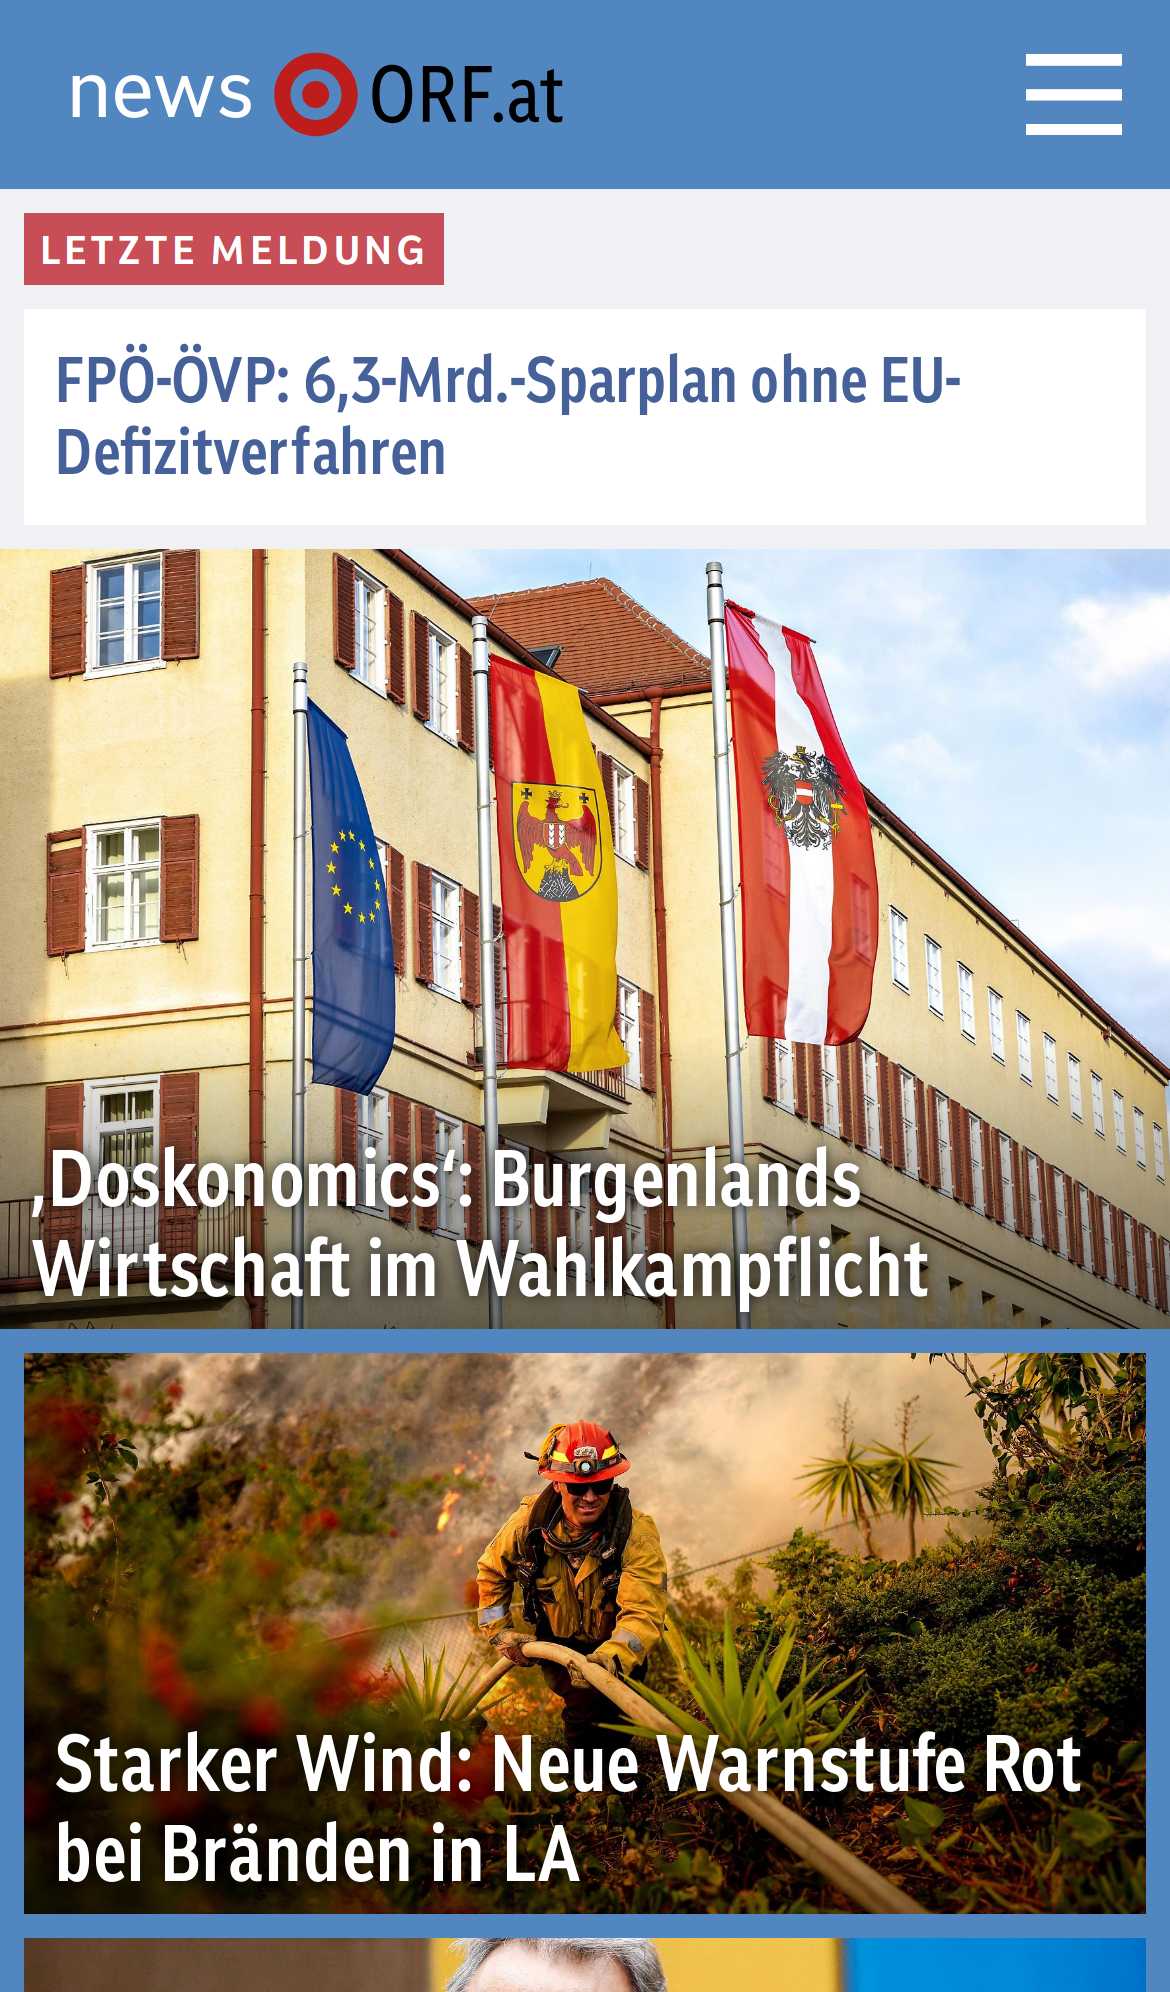 news ORF.at
LETZTE MELDUNG
FPÖ-ÖVP: 6,3-Mrd.-Sparplan ohne EU-
Defizitverfahren
‚Doskonomics‘: Burgenlands
Wirtschaft im Wahlkampflicht
Starker Wind: Neue Warnstufe Rot
bei Bränden in LA